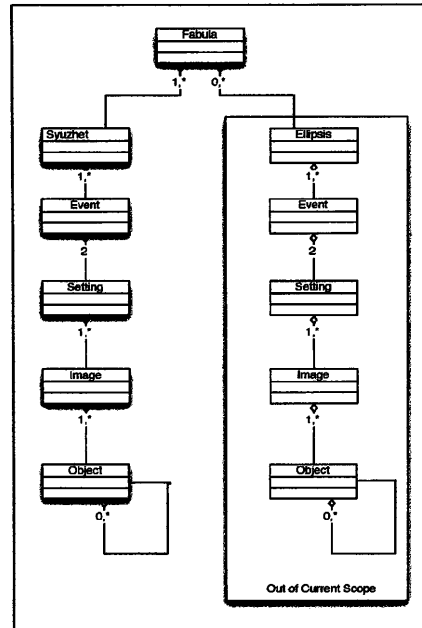 Fabula
1,* 0,*
Syuzhet Ellipsis
1,* 1,*
Event Event
2 2
Setting Setting
1,* 1,*
Image Image
1,* 1,*
Object Object
0,* 0,*
Out of Current Scope